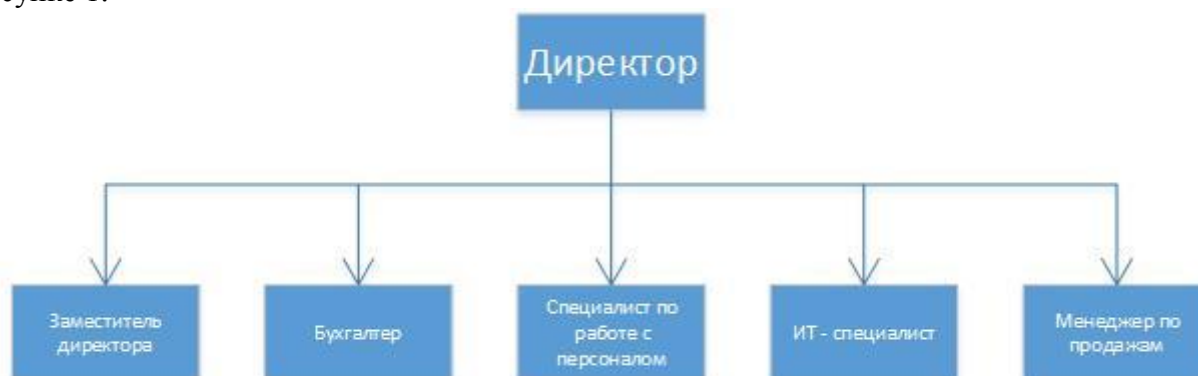 Директор
Заместитель
директора
Бухгалтер
Специалист по
работе с
персоналом
ИТ - специалист
Менеджер по
продажам